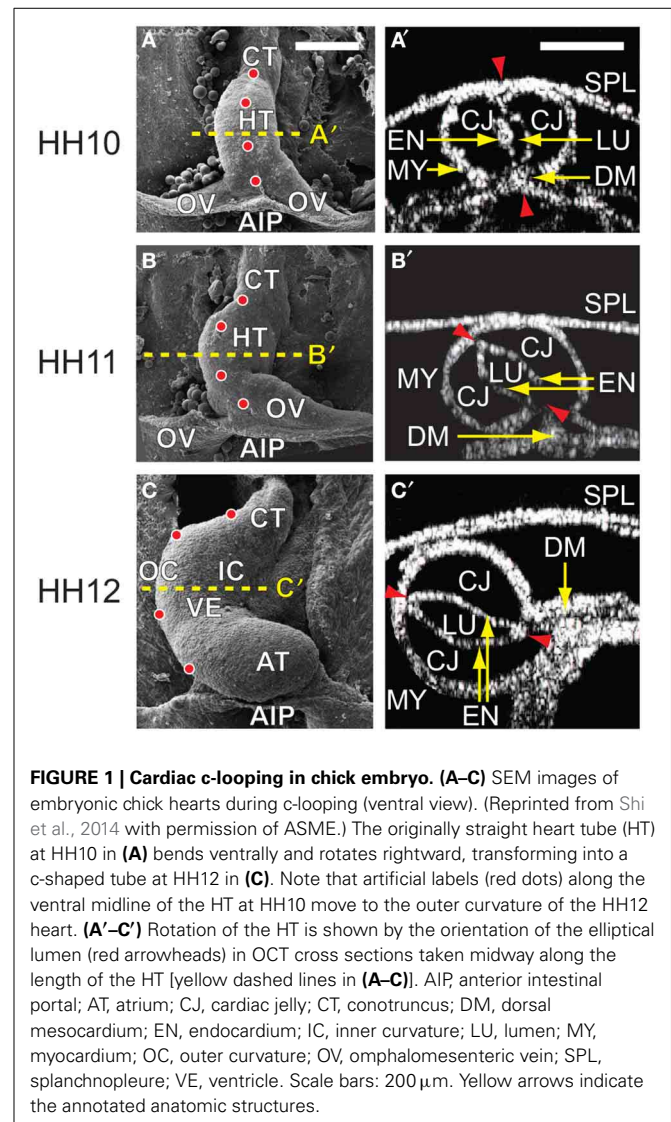 HH10
A
CT
HT
A′
OV
OV
AIP
A′
SPL
CJ
CJ
EN
LU
MY
DM
HH11
B
CT
HT
B′
OV
OV
AIP
B′
SPL
CJ
MY
LU
EN
CJ
DM
HH12
C
CT
OC
IC
C′
VE
AT
AIP
C′
SPL
DM
CJ
LU
CJ
MY
EN
FIGURE 1 | Cardiac c-looping in chick embryo. (A–C) SEM images of
embryonic chick hearts during c-looping (ventral view). (Reprinted from Shi
et al., 2014 with permission of ASME.) The originally straight heart tube (HT)
at HH10 in (A) bends ventrally and rotates rightward, transforming into a
c-shaped tube at HH12 in (C). Note that artificial labels (red dots) along the
ventral midline of the HT at HH10 move to the outer curvature of the HH12
heart. (A′–C′) Rotation of the HT is shown by the orientation of the elliptical
lumen (red arrowheads) in OCT cross sections taken midway along the
length of the HT [yellow dashed lines in (A–C)]. AIP, anterior intestinal
portal; AT, atrium; CJ, cardiac jelly; CT, conotruncus; DM, dorsal
mesocardium; EN, endocardium; IC, inner curvature; LU, lumen; MY,
myocardium; OC, outer curvature; OV, omphalomesenteric vein; SPL,
splanchnopleure; VE, ventricle. Scale bars: 200 μm. Yellow arrows indicate
the annotated anatomic structures.